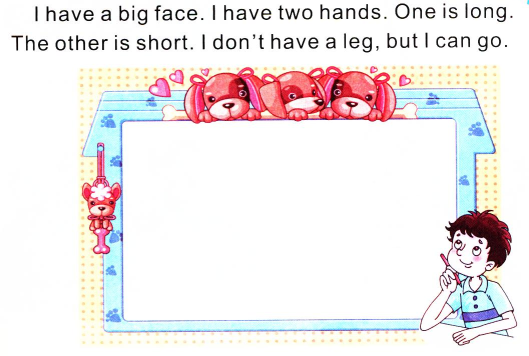 I have a big face. I have two hands. One is long.
The other is short. I don't have a leg, but I can go.